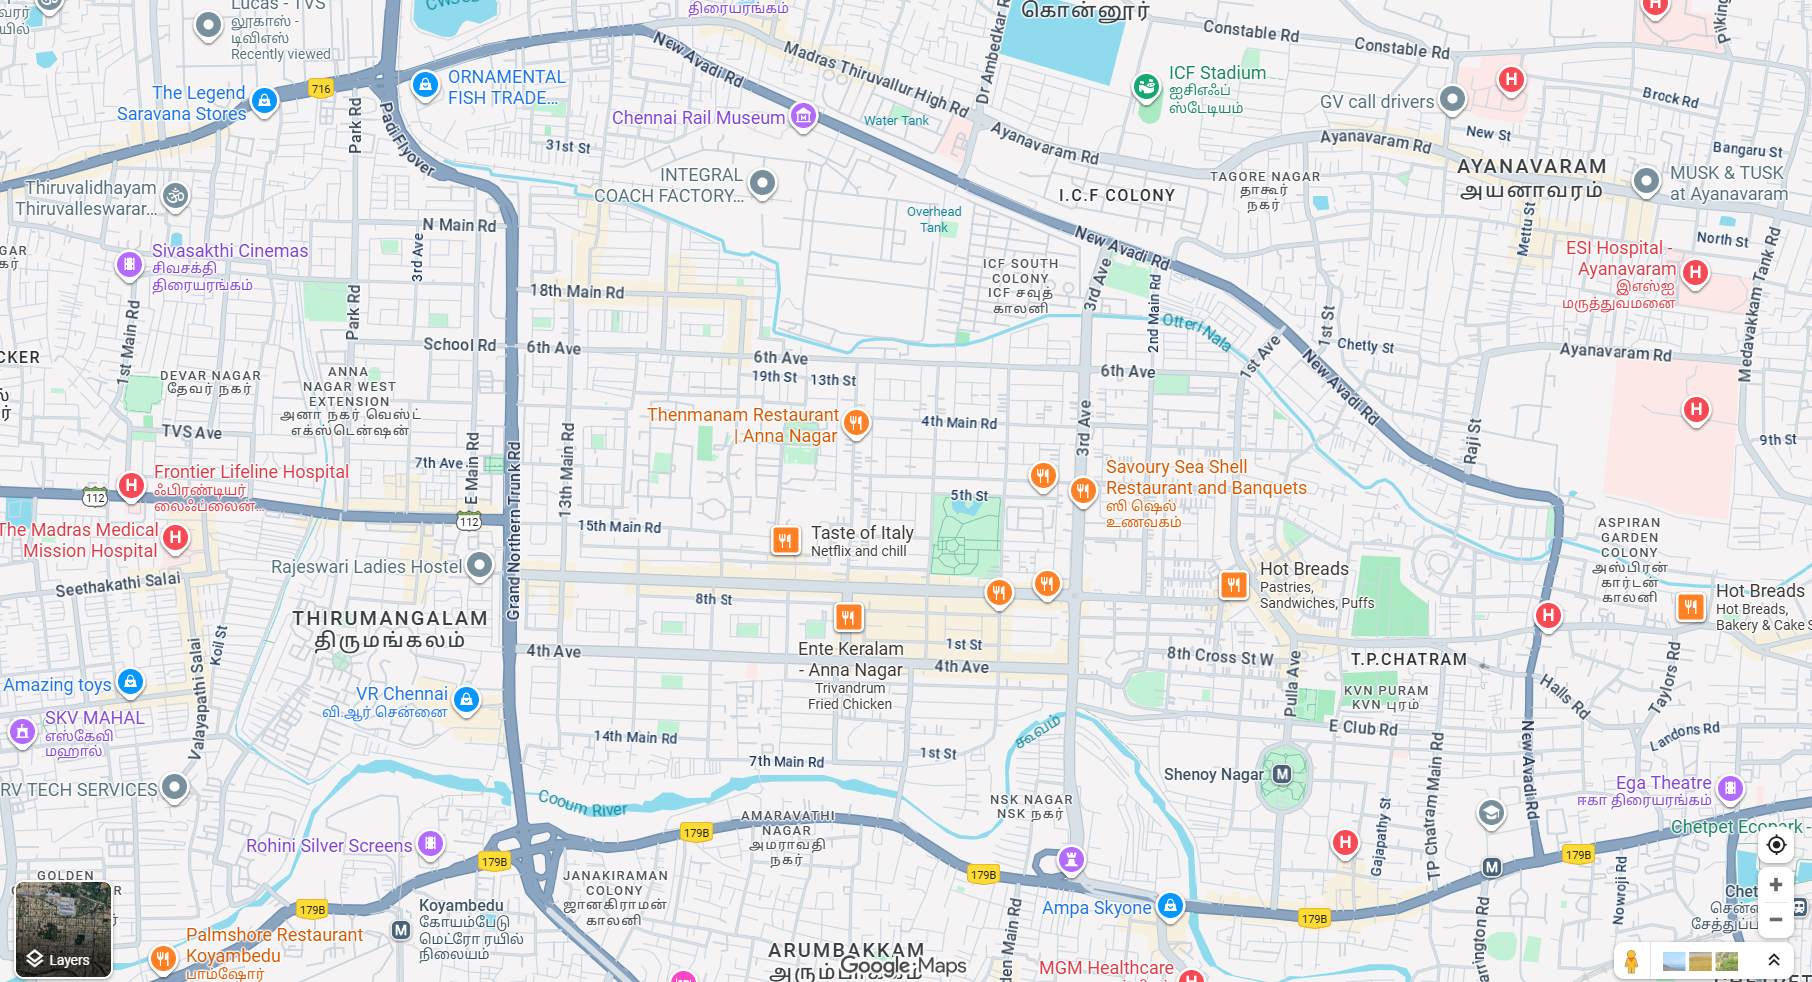 Lucas - TVS
லூகாஸ் -
டிவிஎஸ்
Recently viewed
திரையரங்கம்
கொன்னூர்
Constable Rd
Constable Rd
New Avadi Rd
Madras Thiruvallur High Rd
Dr Ambedkar R
ICF Stadium
ஐசிஎஃப்
ஸ்டேடியம்
GV call drivers
Brock Rd
New St
Bangaru St
The Legend
Saravana Stores
716
ORNAMENTAL
FISH TRADE...
Park Rd
Padi Flyover
Chennai Rail Museum
Water Tank
Ayanavaram Rd
Ayanavaram Rd
31st St
INTEGRAL
COACH FACTORY...
I.C.F COLONY
TAGORE NAGAR
தாகூர்
நகர்
AYANAVARAM
அயனாவரம்
MUSK & TUSK
at Ayanavaram
Thiruvalidhayam
Thiruvalleswarar...
N Main Rd
Overhead
Tank
New Avadi Rd
Mettu St
North St
Medavakkam Tank Rd
Sivasakthi Cinemas
சிவசக்தி
திரையரங்கம்
3rd Ave
ICF SOUTH
COLONY
ICF சவுத்
காலனி
3rd Ave
2nd Main Rd
ESI Hospital -
Ayanavaram
இஎஸ்ஐ
மருத்துவமனை
18th Main Rd
Park Rd
1st Main Rd
Otteri Nala
1st St
Chetty St
Ayanavaram Rd
School Rd
6th Ave
6th Ave
6th Ave
1st Ave
New Avadi Rd
CKER
DEVAR NAGAR
தேவர் நகர்
ANNA
NAGAR WEST
EXTENSION
அனா நகர் வெஸ்ட்
எக்ஸ்டென்ஷன்
19th St
13th St
Thenmanam Restaurant
| Anna Nagar
4th Main Rd
3rd Ave
Raji St
9th St
TVS Ave
7th Ave
E Main Rd
Grand Northern Trunk Rd
13th Main Rd
Frontier Lifeline Hospital
ஃபிரண்டியர்
லைஃப்லைன்...
112
112
Savoury Sea Shell
Restaurant and Banquets
ஸி ஷெல்
உணவகம்
5th St
15th Main Rd
Taste of Italy
Netflix and chill
The Madras Medical
Mission Hospital
ASPIRAN
GARDEN
COLONY
அஸ்பிரன்
கார்டன்
காலனி
Seethakathi Salai
Rajeswari Ladies Hostel
Hot Breads
Pastries,
Sandwiches, Puffs
Hot Breads
Hot Breads,
Bakery & Cake S
8th St
THIRUMANGALAM
திருமங்கலம்
Koil St
Valayapathi Salai
4th Ave
Ente Keralam
- Anna Nagar
Trivandrum
Fried Chicken
1st St
4th Ave
8th Cross St W
T.P.CHATRAM
Pulla Ave
Halls Rd
Taylors Rd
KVN PURAM
KVN புரம்
Amazing toys
VR Chennai
வி.ஆர் சென்னை
SKV MAHAL
எஸ்கேவி
மஹால்
14th Main Rd
7th Main Rd
1st St
கூவம்
E Club Rd
Landons Rd
New Avadi Rd
Shenoy Nagar
TP Chatram Main Rd
Gajapathy St
RV TECH SERVICES
Cooum River
NSK NAGAR
NSK நகர்
Ega Theatre
ஈகா திரையரங்கம்
AMARAVATHI
NAGAR
அமராவதி
நகர்
179B
179B
179B
179B
179B
179B
Rohini Silver Screens
Chetpet Ecopark -
GOLDEN
JANAKIRAMAN
COLONY
ஜானகிராமன்
காலனி
Koyambedu
கோயம்பேடு
மெட்ரோ ரயில்
நிலையம்
Ampa Skyone
Nowroji Rd
Palmshore Restaurant
Koyambedu
பாம்ஷோர்
ARUMBAKKAM
MGM Healthcare
Layers
Google Maps